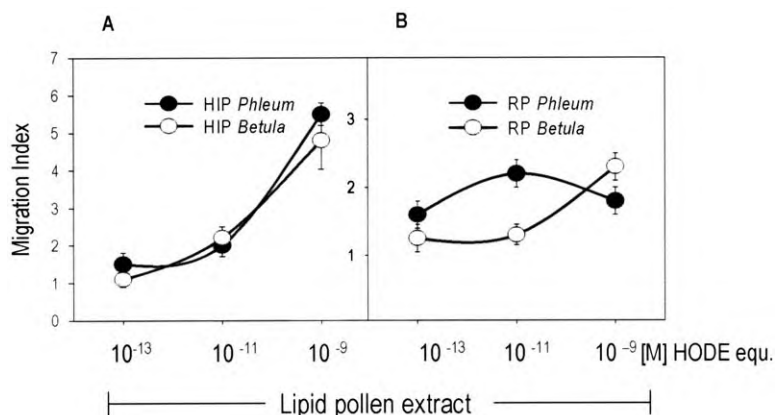 A
B
Migration Index
7
6
5
4
3
2
1
0
HIP Phleum
HIP Betula
3
2
1
RP Phleum
RP Betula
10-13 10-11 10-9 10-13 10-11 10-9 [M] HODE equ.
Lipid pollen extract